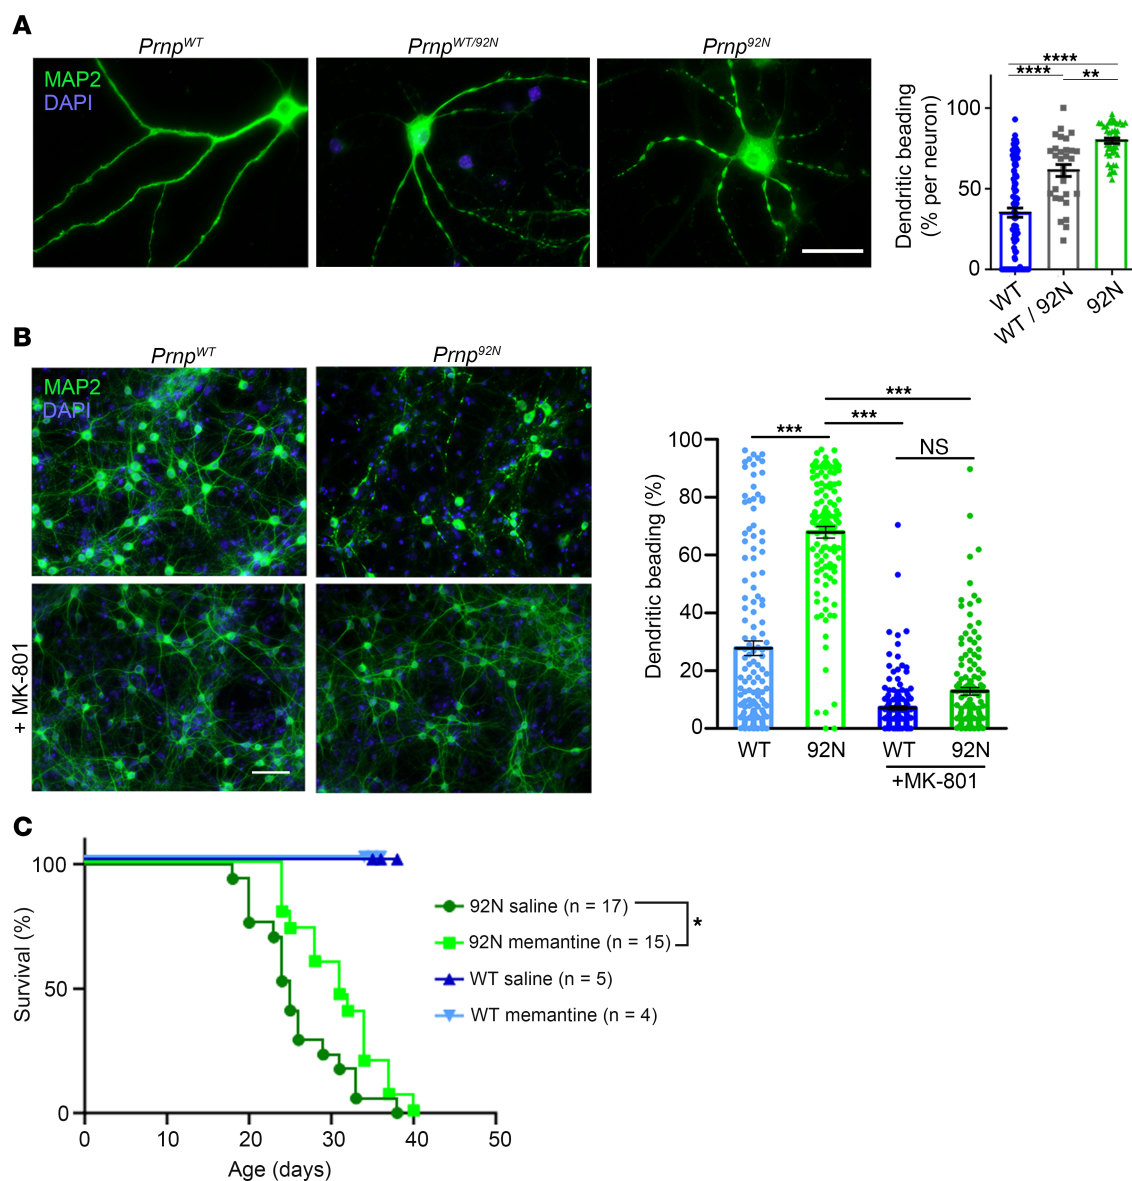 A
Prnp^WT
Prnp^WT/92N
Prnp^92N
MAP2
DAPI
Dendritic beading
(% per neuron)
100
50
0
****
****
**
WT
WT / 92N
92N
B
Prnp^WT
Prnp^92N
MAP2
DAPI
+ MK-801
Dendritic beading (%)
100
80
60
40
20
0
***
***
***
NS
WT
92N
WT
92N
+MK-801
C
Survival (%)
100
50
0
0
10
20
30
40
50
Age (days)
92N saline (n = 17)
92N memantine (n = 15)
WT saline (n = 5)
WT memantine (n = 4)
*